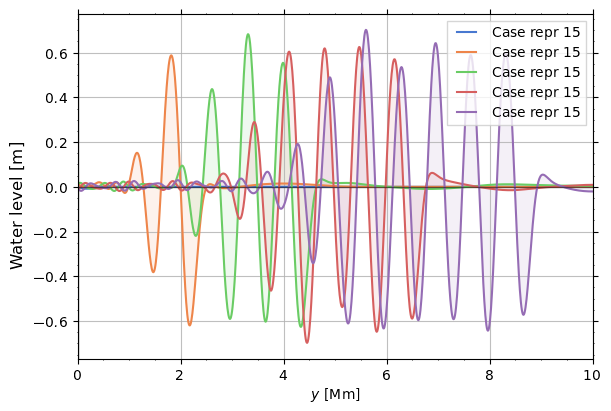 Case repr 15
Case repr 15
Case repr 15
Case repr 15
Case repr 15
0.6
0.4
0.2
0.0
−0.2
−0.4
−0.6
Water level [m]
0 2 4 6 8 10
y [Mm]